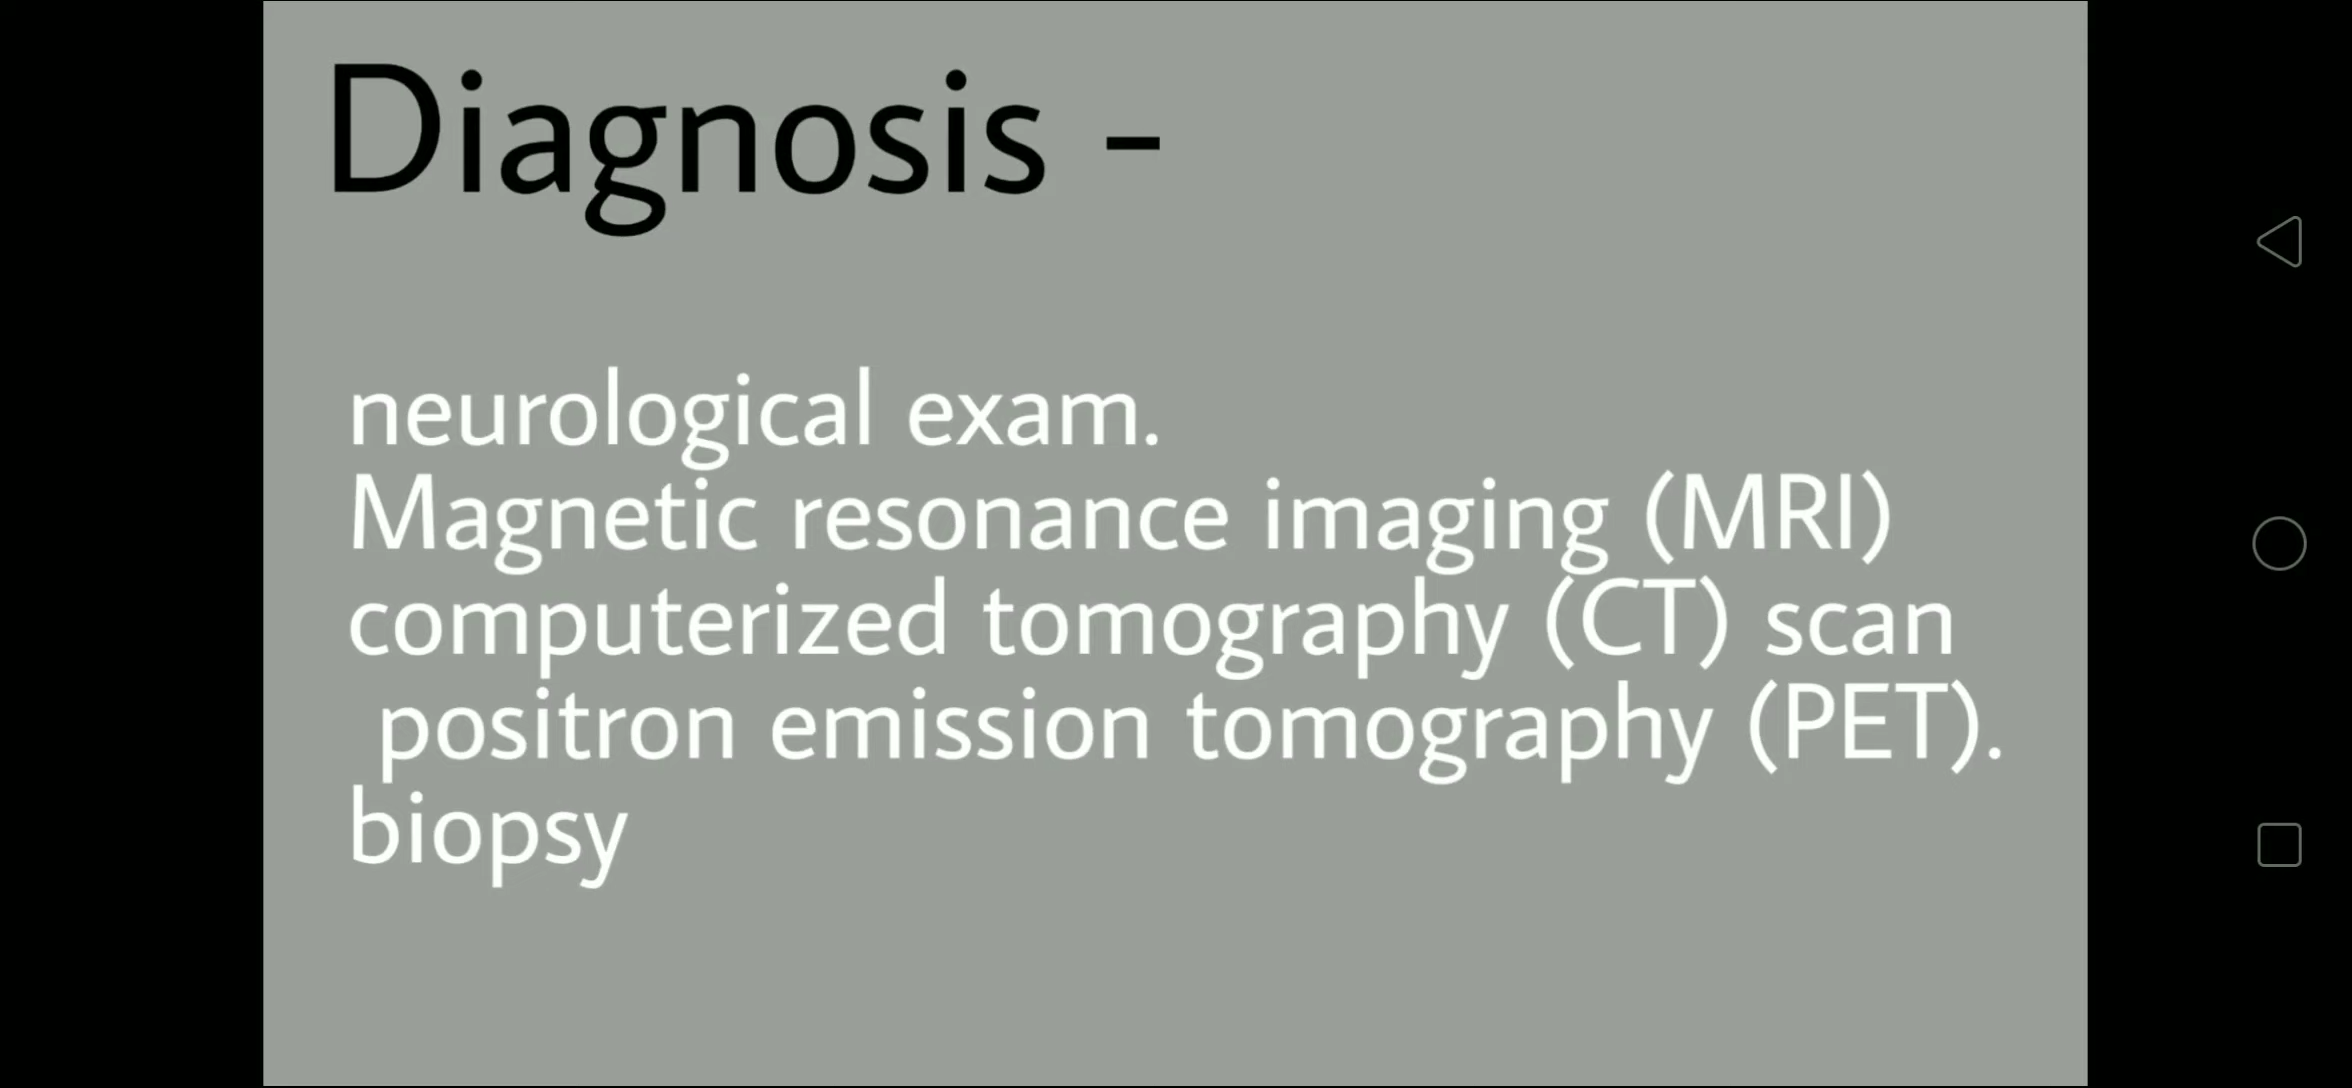 Diagnosis -
neurological exam.
Magnetic resonance imaging (MRI)
computerized tomography (CT) scan
positron emission tomography (PET).
biopsy